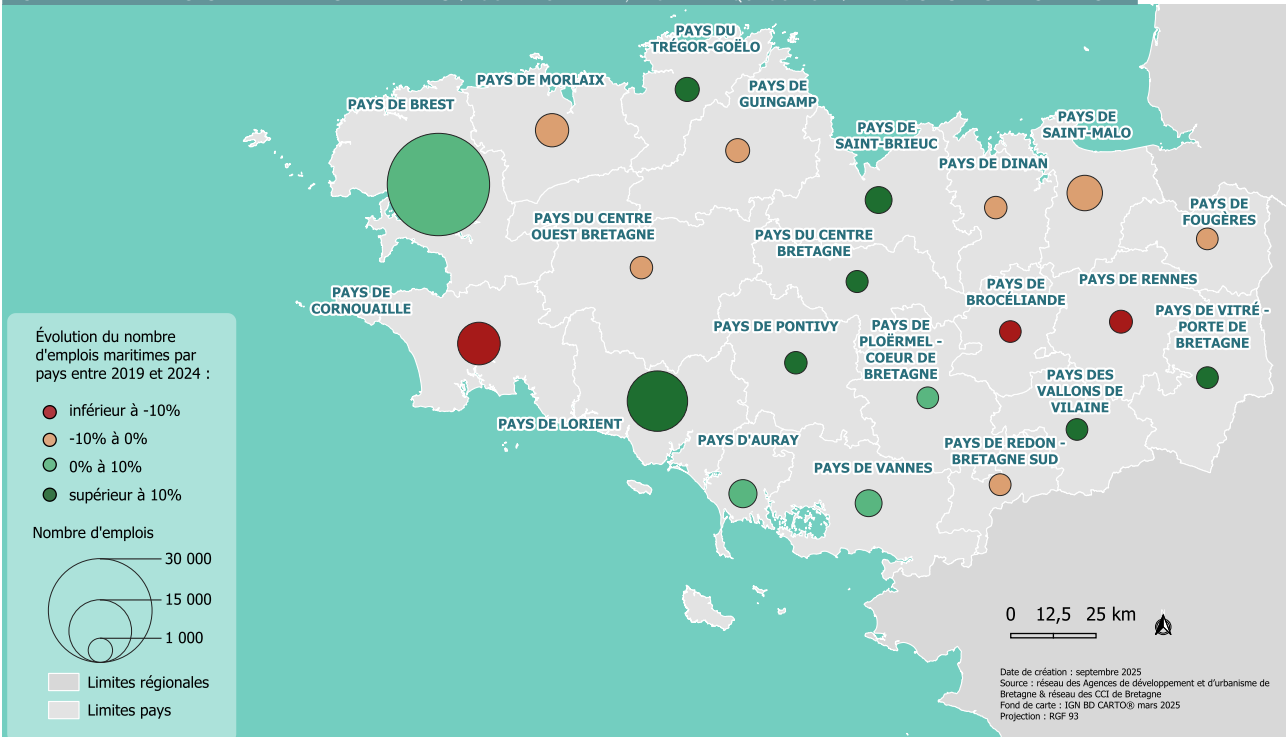 PAYS DU
TRÉGOR-GOËLO
PAYS DE MORLAIX
PAYS DE
GUINGAMP
PAYS DE BREST
PAYS DE
SAINT-BRIEUC
PAYS DE
SAINT-MALO
PAYS DE DINAN
PAYS DE
FOUGÈRES
PAYS DU CENTRE
OUEST BRETAGNE
PAYS DU CENTRE
BRETAGNE
PAYS DE
CORNOUAILLE
PAYS DE
BROCÉLIANDE
PAYS DE RENNES
PAYS DE VITRÉ -
PORTE DE
BRETAGNE
PAYS DE PONTIVY
PAYS DE
PLOËRMEL -
COEUR DE
BRETAGNE
PAYS DES
VALLONS DE
VILAINE
PAYS DE LORIENT
PAYS D'AURAY
PAYS DE VANNES
PAYS DE REDON -
BRETAGNE SUD
Évolution du nombre
d'emplois maritimes par
pays entre 2019 et 2024 :
inférieur à -10%
-10% à 0%
0% à 10%
supérieur à 10%
Nombre d'emplois
30 000
15 000
1 000
Limites régionales
Limites pays
0 12,5 25 km
Date de création : septembre 2025
Source : réseau des Agences de développement et d'urbanisme de
Bretagne & réseau des CCI de Bretagne
Fond de carte : IGN BD CARTO® mars 2025
Projection : RGF 93